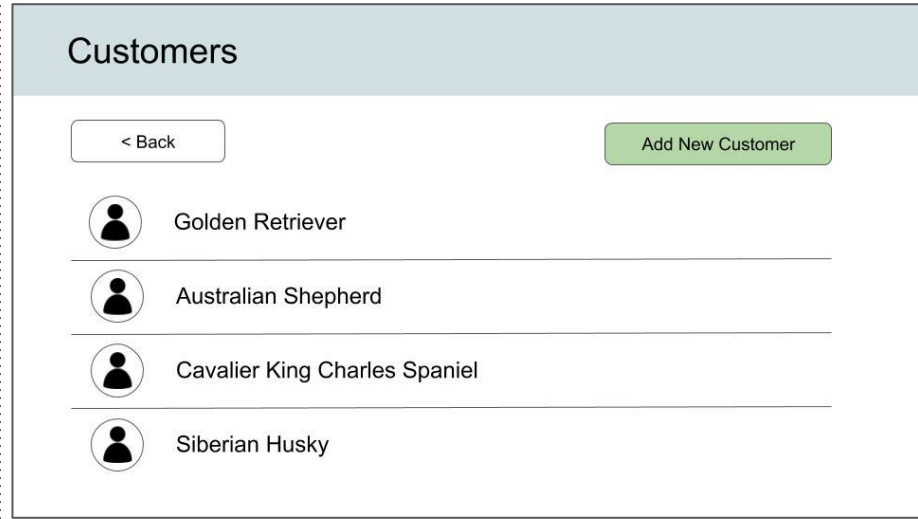 Customers
< Back
Add New Customer
Golden Retriever
Australian Shepherd
Cavalier King Charles Spaniel
Siberian Husky